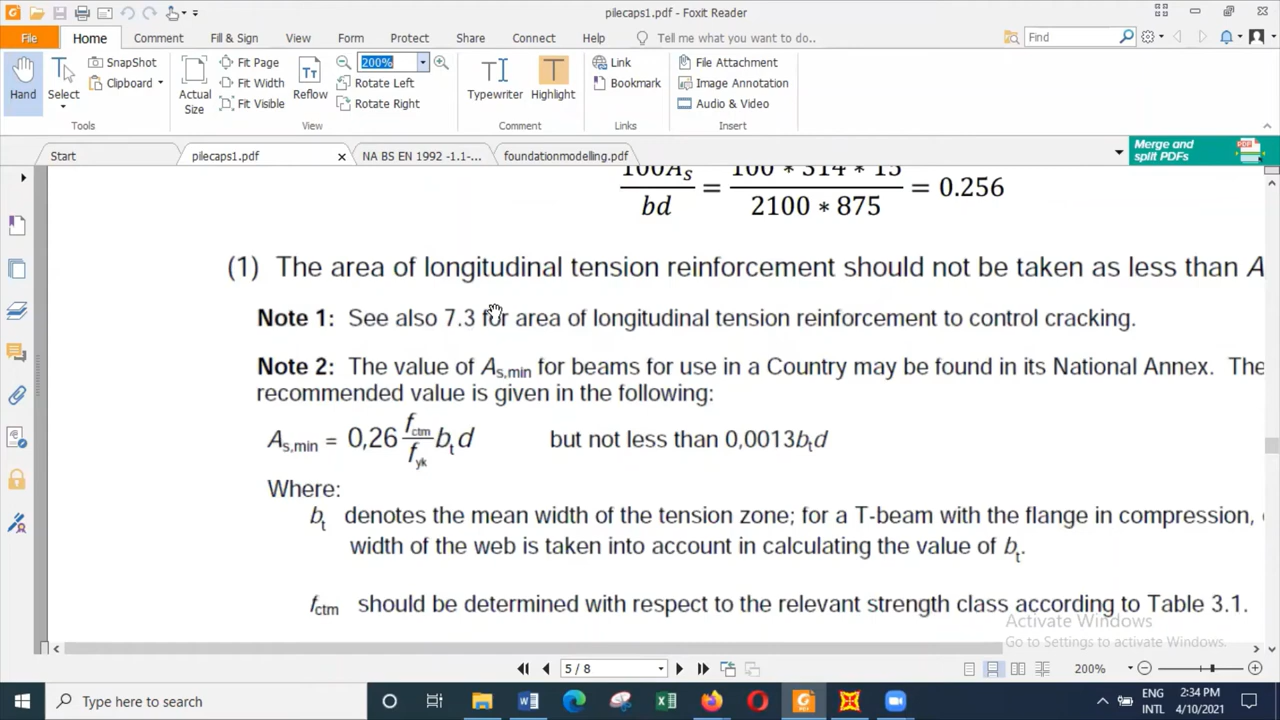 pilecaps1.pdf - Foxit Reader
File Home Comment Fill & Sign View Form Protect Share Connect Help Tell me what you want to do.. Find
Hand
Select
SnapShot
Clipboard
Tools
Actual
Size
Fit Page
Fit Width
Fit Visible
Reflow
200%
Rotate Left
Rotate Right
View
Typewriter
Highlight
Comment
Link
Bookmark
Links
File Attachment
Image Annotation
Audio & Video
Insert
Start pilecaps1.pdf NA BS EN 1992 -1.1-... foundationmodelling.pdf
Merge and
split PDFs
100As / bd = 100 * 314 * 15 / 2100 * 875 = 0.256
(1) The area of longitudinal tension reinforcement should not be taken as less than A
Note 1: See also 7.3 for area of longitudinal tension reinforcement to control cracking.
Note 2: The value of As,min for beams for use in a Country may be found in its National Annex. The
recommended value is given in the following:
As,min = 0,26 fctm / fyk btd but not less than 0,0013btd
Where:
bt denotes the mean width of the tension zone; for a T-beam with the flange in compression,
width of the web is taken into account in calculating the value of bt.
fctm should be determined with respect to the relevant strength class according to Table 3.1.
Activate Windows
Go to Settings to activate Windows.
5 / 8
200%
Type here to search
ENG
INTL
2:34 PM
4/10/2021